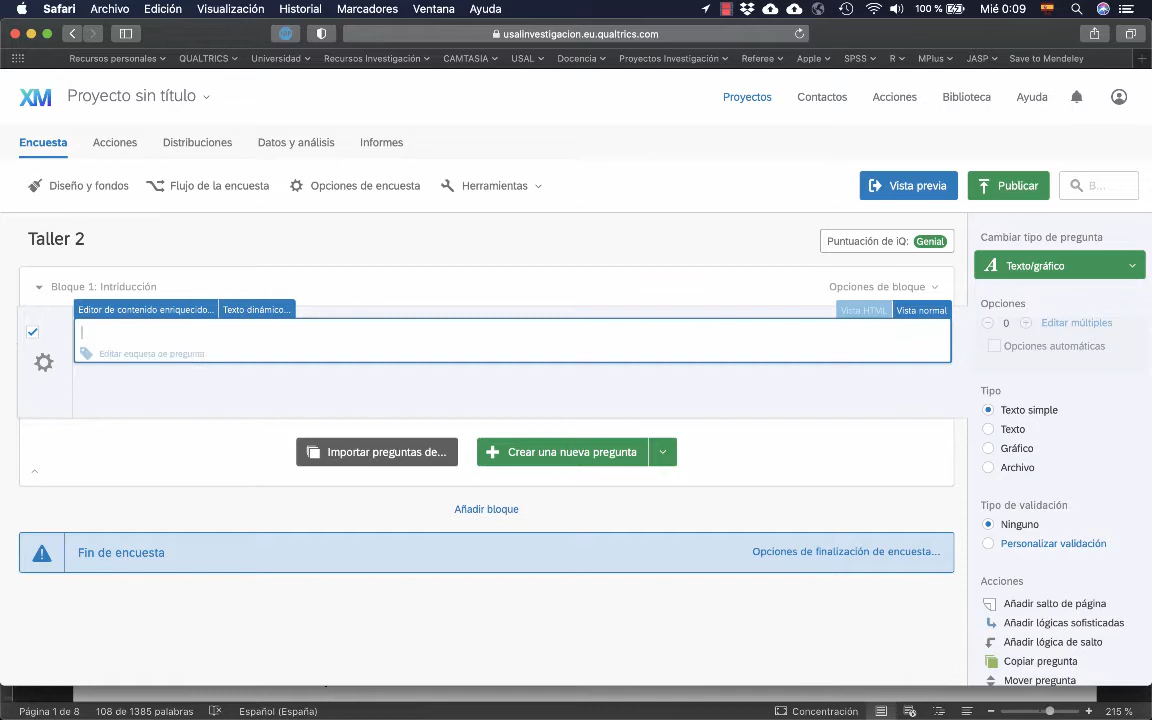 Safari Archivo Edición Visualización Historial Marcadores Ventana Ayuda 100 % Mié 0:09
usalinvestigacion.eu.qualtrics.com
Recursos personales QUALTRICS Universidad Recursos Investigación CAMTASIA USAL Docencia Proyectos Investigación Referee Apple SPSS R MPlus JASP Save to Mendeley
XM Proyecto sin título Proyectos Contactos Acciones Biblioteca Ayuda
Encuesta Acciones Distribuciones Datos y análisis Informes
Diseño y fondos Flujo de la encuesta Opciones de encuesta Herramientas Vista previa Publicar B...
Taller 2 Puntuación de iQ: Genial
Cambiar tipo de pregunta
A Texto/gráfico
Bloque 1: Intriducción Opciones de bloque
Editor de contenido enriquecido... Texto dinámico... Vista HTML Vista normal
Editar etiqueta de pregunta
Opciones
0 Editar múltiples
Opciones automáticas
Tipo
Texto simple
Texto
Gráfico
Archivo
Importar preguntas de... Crear una nueva pregunta
Añadir bloque
Fin de encuesta Opciones de finalización de encuesta...
Tipo de validación
Ninguno
Personalizar validación
Acciones
Añadir salto de página
Añadir lógicas sofisticadas
Añadir lógica de salto
Copiar pregunta
Mover pregunta
Página 1 de 8 108 de 1385 palabras Español (España) Concentración 215 %